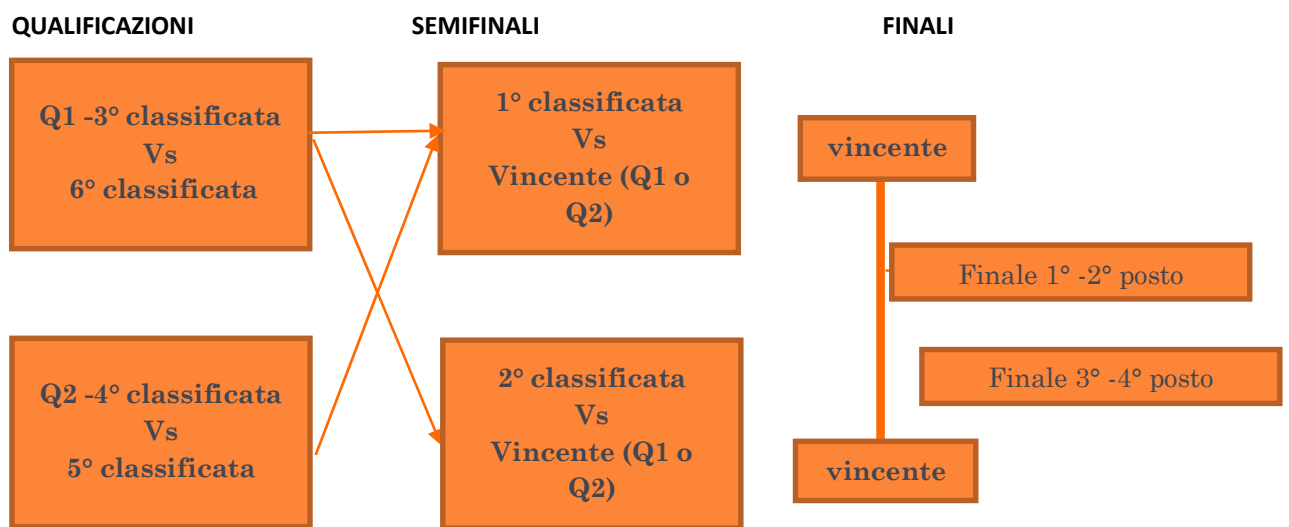 QUALIFICAZIONI
SEMIFINALI
FINALI
Q1 -3° classificata
Vs
6° classificata
1° classificata
Vs
Vincente (Q1 o
Q2)
vincente
Finale 1° -2° posto
Q2 -4° classificata
Vs
5° classificata
2° classificata
Vs
Vincente (Q1 o
Q2)
Finale 3° -4° posto
vincente